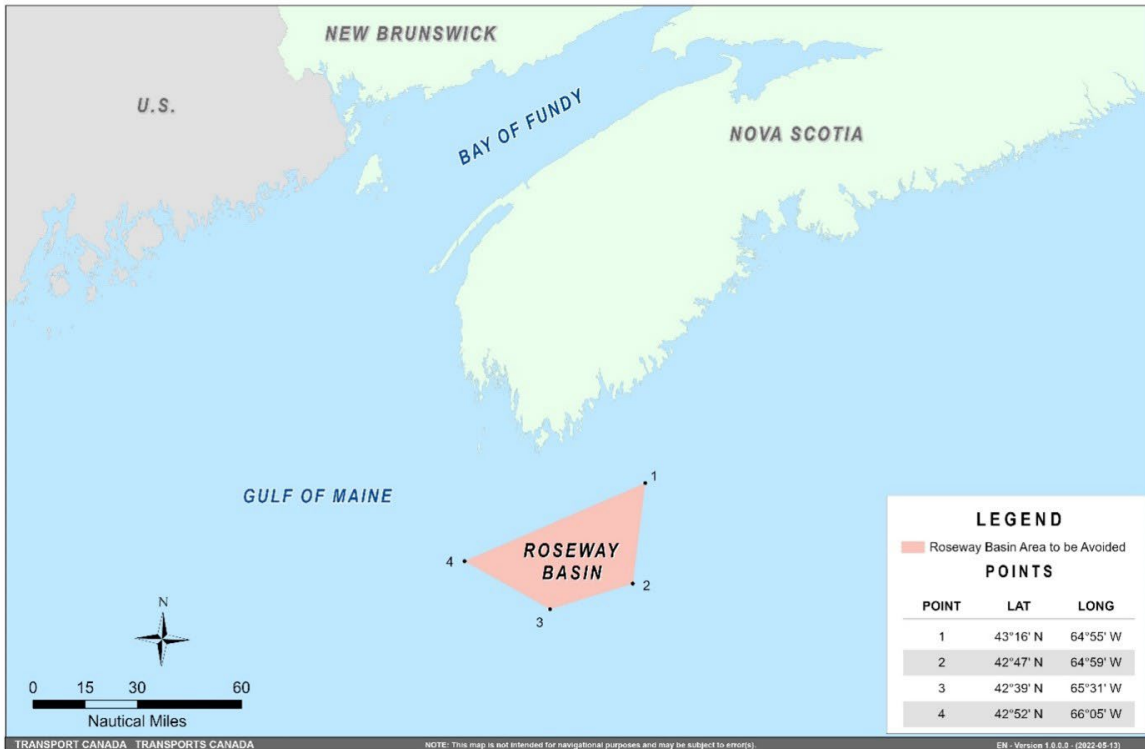 NEW BRUNSWICK
U.S.
BAY OF FUNDY
NOVA SCOTIA
GULF OF MAINE
1
4
ROSEWAY
BASIN
2
3
N
0 15 30 60
Nautical Miles
LEGEND
Roseway Basin Area to be Avoided
POINTS
POINT LAT LONG
1 43°16' N 64°55' W
2 42°47' N 64°59' W
3 42°39' N 65°31' W
4 42°52' N 66°05' W
TRANSPORT CANADA TRANSPORTS CANADA
NOTE: This map is not intended for navigational purposes and may be subject to error(s).
EN - Version 1.0.0.0 - (2022-05-13)